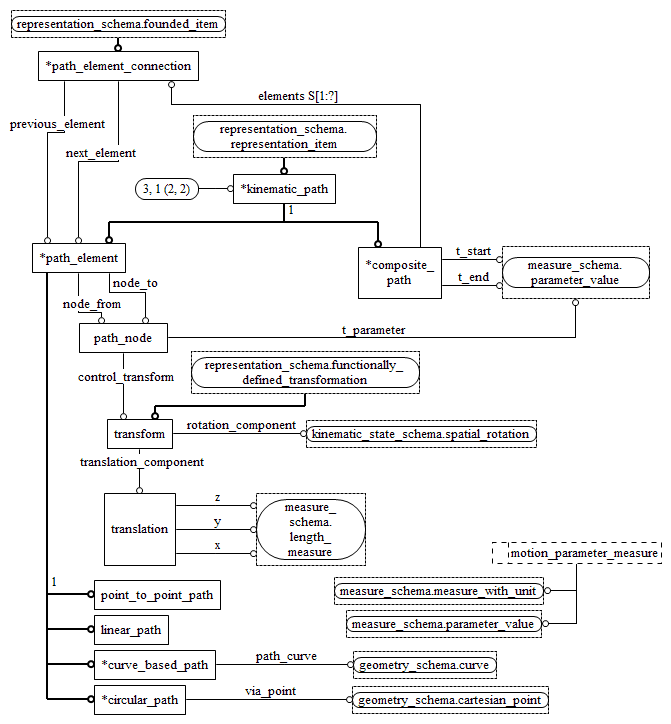 representation_schema.founded_item
*path_element_connection
elements S[1:?]
previous_element
representation_schema.
representation_item
next_element
3, 1 (2, 2)
*kinematic_path
1
*path_element
*composite_
path
t_start
t_end
measure_schema.
parameter_value
node_to
node_from
path_node
t_parameter
representation_schema.functionally_
defined_transformation
control_transform
transform
rotation_component
kinematic_state_schema.spatial_rotation
translation_component
translation
z
y
x
measure_
schema.
length_
measure
motion_parameter_measure
1
point_to_point_path
measure_schema.measure_with_unit
linear_path
measure_schema.parameter_value
*curve_based_path
path_curve
geometry_schema.curve
*circular_path
via_point
geometry_schema.cartesian_point